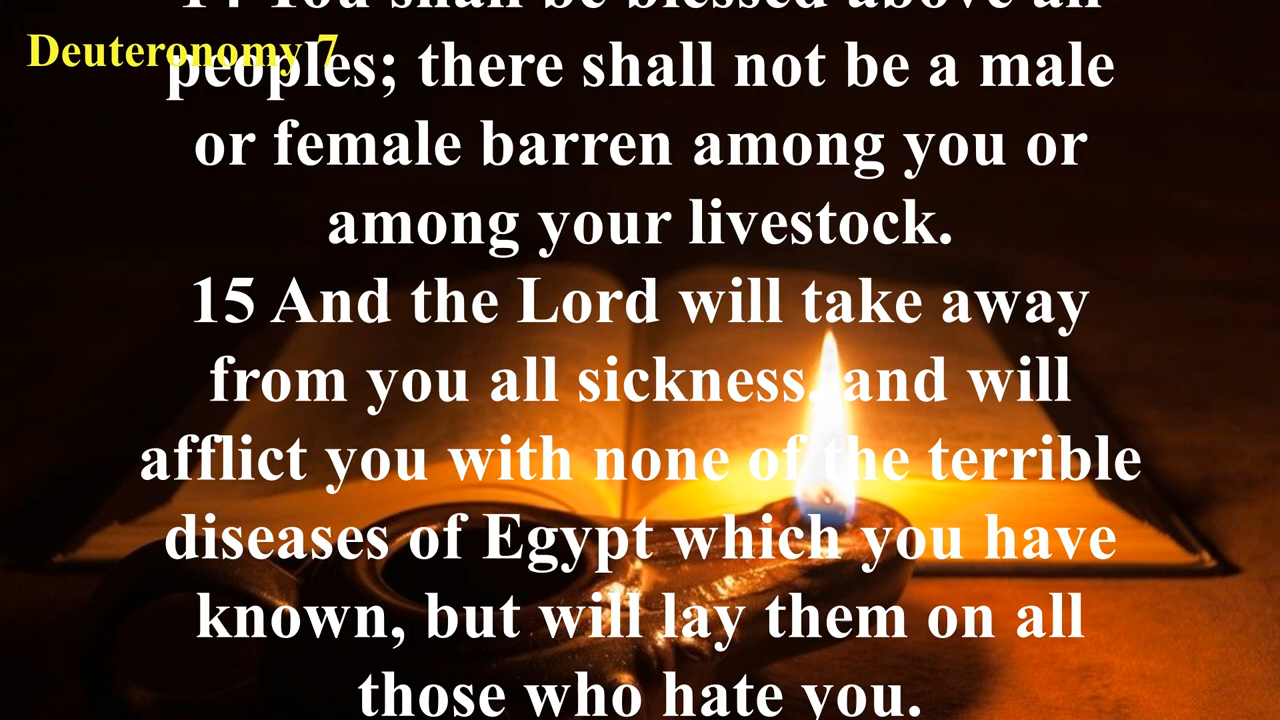 14 You shall be blessed above all
Deuteronomy 7
peoples; there shall not be a male
or female barren among you or
among your livestock.
15 And the Lord will take away
from you all sickness, and will
afflict you with none of the terrible
diseases of Egypt which you have
known, but will lay them on all
those who hate you.